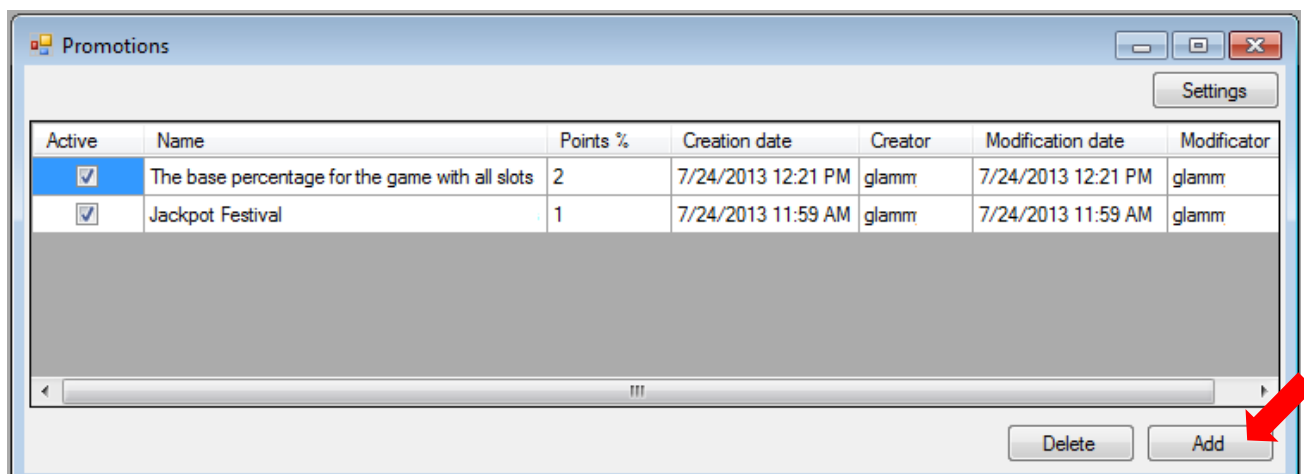 Promotions
Settings
Active Name Points % Creation date Creator Modification date Modificator
The base percentage for the game with all slots 2 7/24/2013 12:21 PM glamm 7/24/2013 12:21 PM glamm
Jackpot Festival 1 7/24/2013 11:59 AM glamm 7/24/2013 11:59 AM glamm
Delete Add